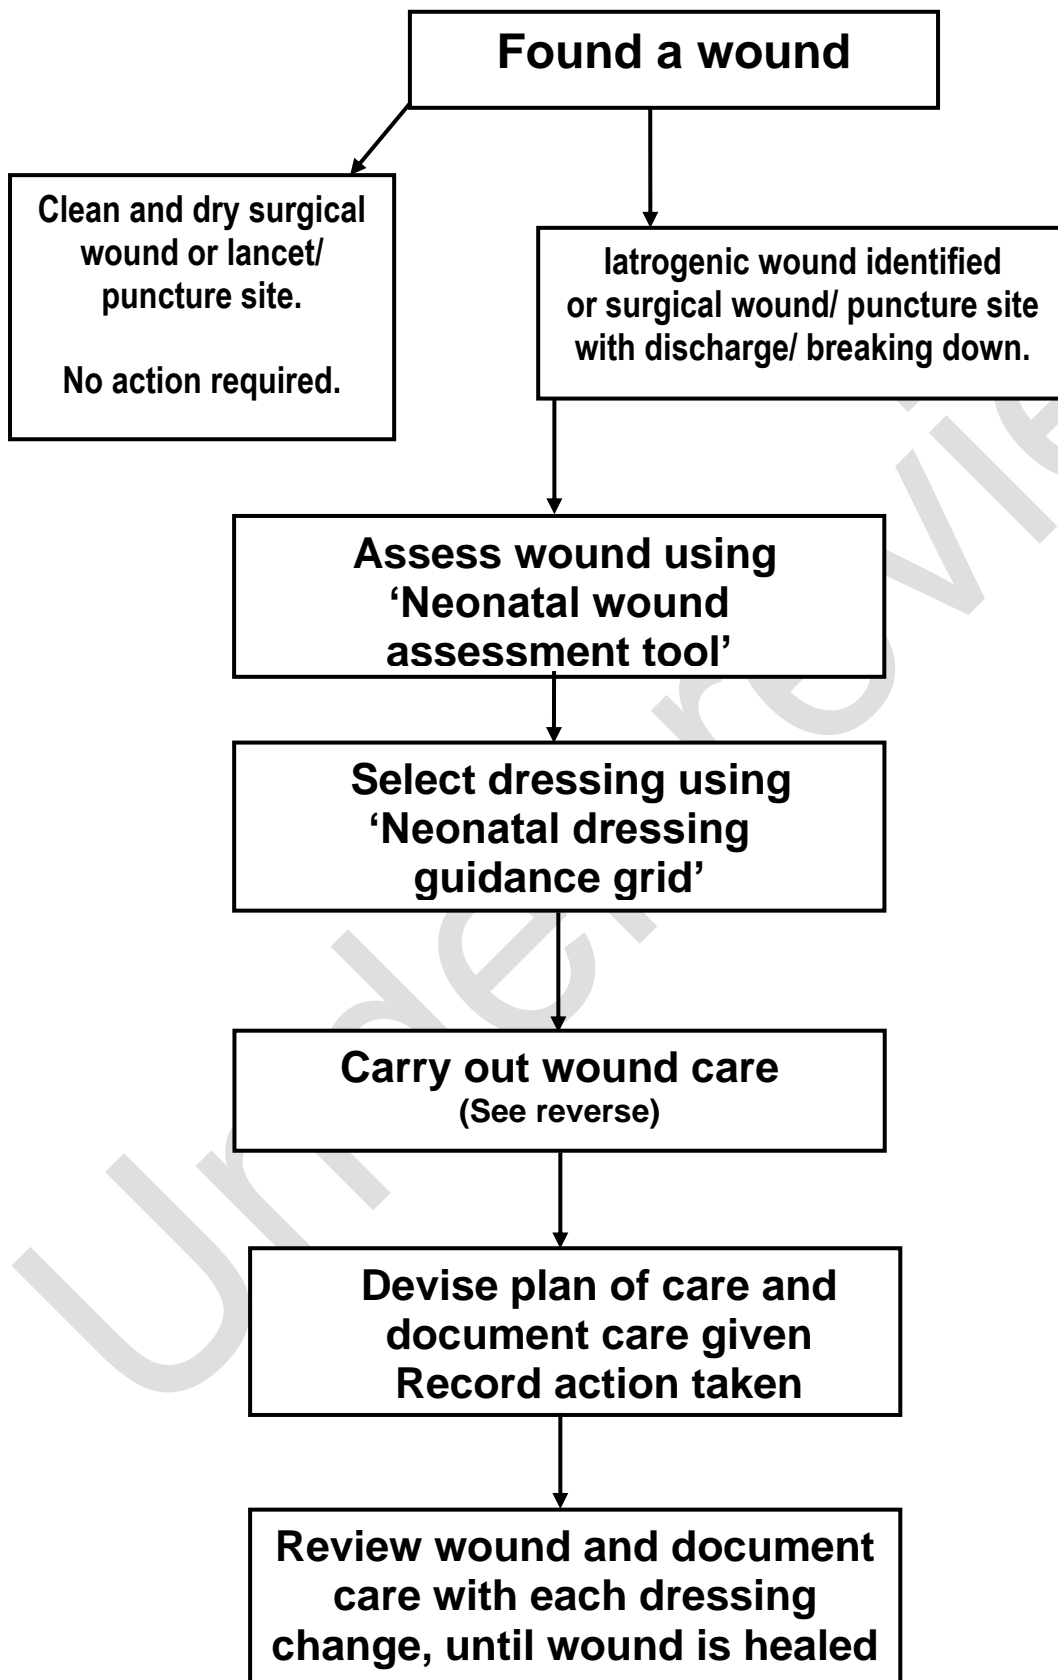 Found a wound
Clean and dry surgical
wound or lancet/
puncture site.
No action required.
Iatrogenic wound identified
or surgical wound/ puncture site
with discharge/ breaking down.
Assess wound using
‘Neonatal wound
assessment tool’
Select dressing using
‘Neonatal dressing
guidance grid’
Carry out wound care
(See reverse)
Devise plan of care and
document care given
Record action taken
Review wound and document
care with each dressing
change, until wound is healed
Under revie